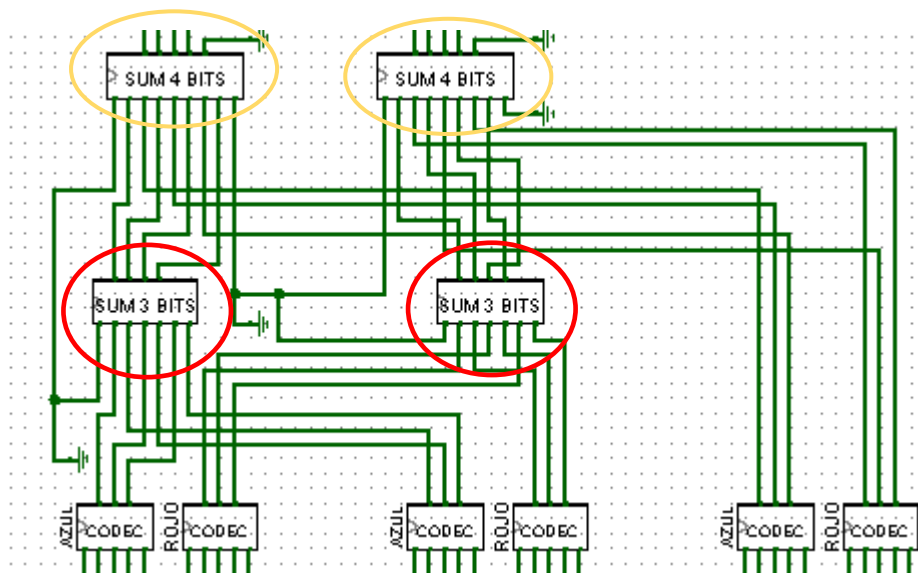 SUM 4 BITS
SUM 4 BITS
SUM 3 BITS
SUM 3 BITS
AZUL
CODEC
ROJO
CODEC
AZUL
CODEC
ROJO
CODEC
AZUL
CODEC
ROJO
CODEC